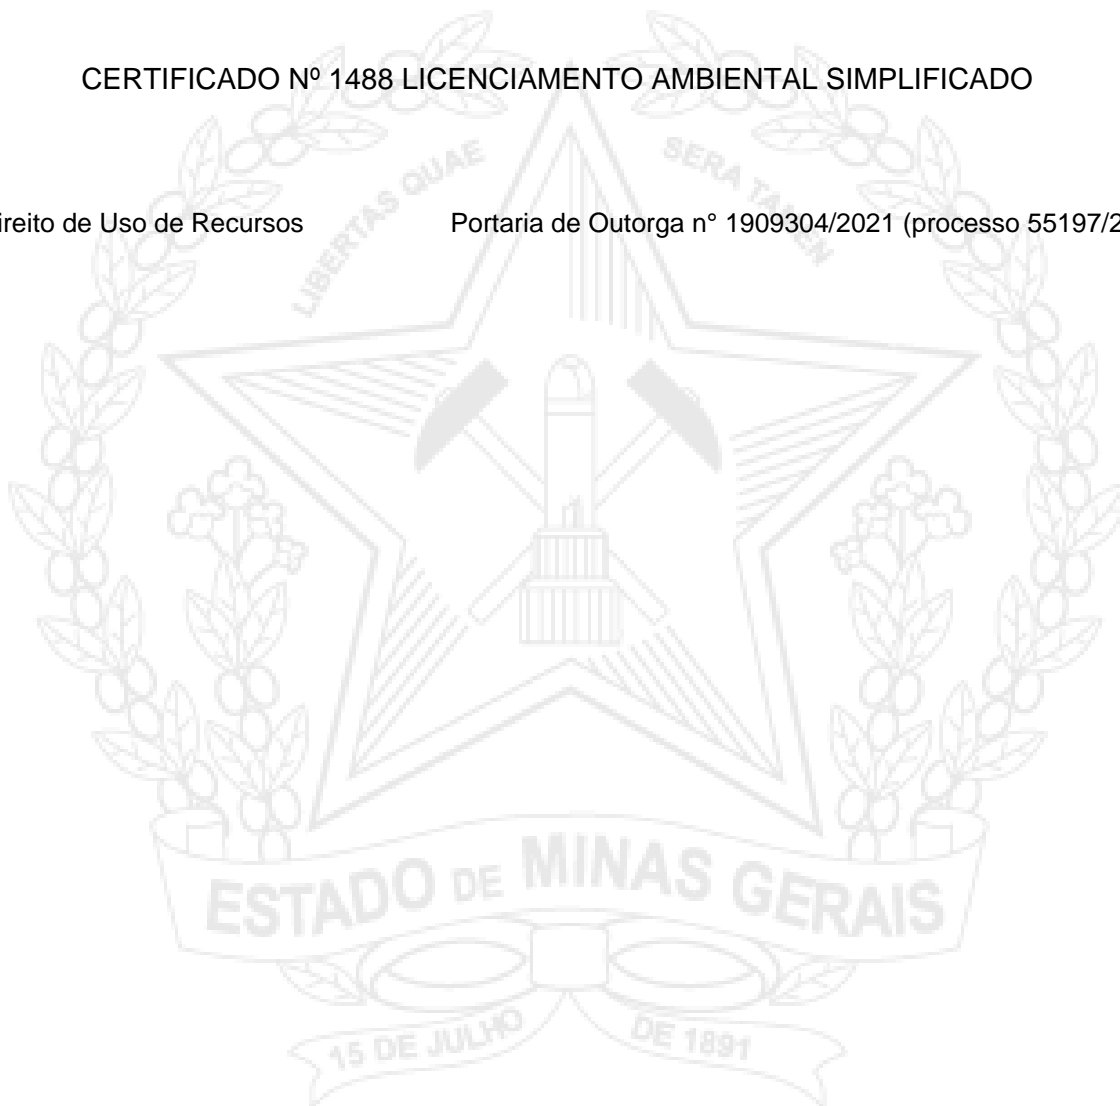 CERTIFICADO Nº 1488 LICENCIAMENTO AMBIENTAL SIMPLIFICADO
LIBERTAS QUAE SERA TAMEN
ireito de Uso de Recursos Portaria de Outorga n° 1909304/2021 (processo 55197/2
ESTADO DE MINAS GERAIS
15 DE JULHO DE 1891